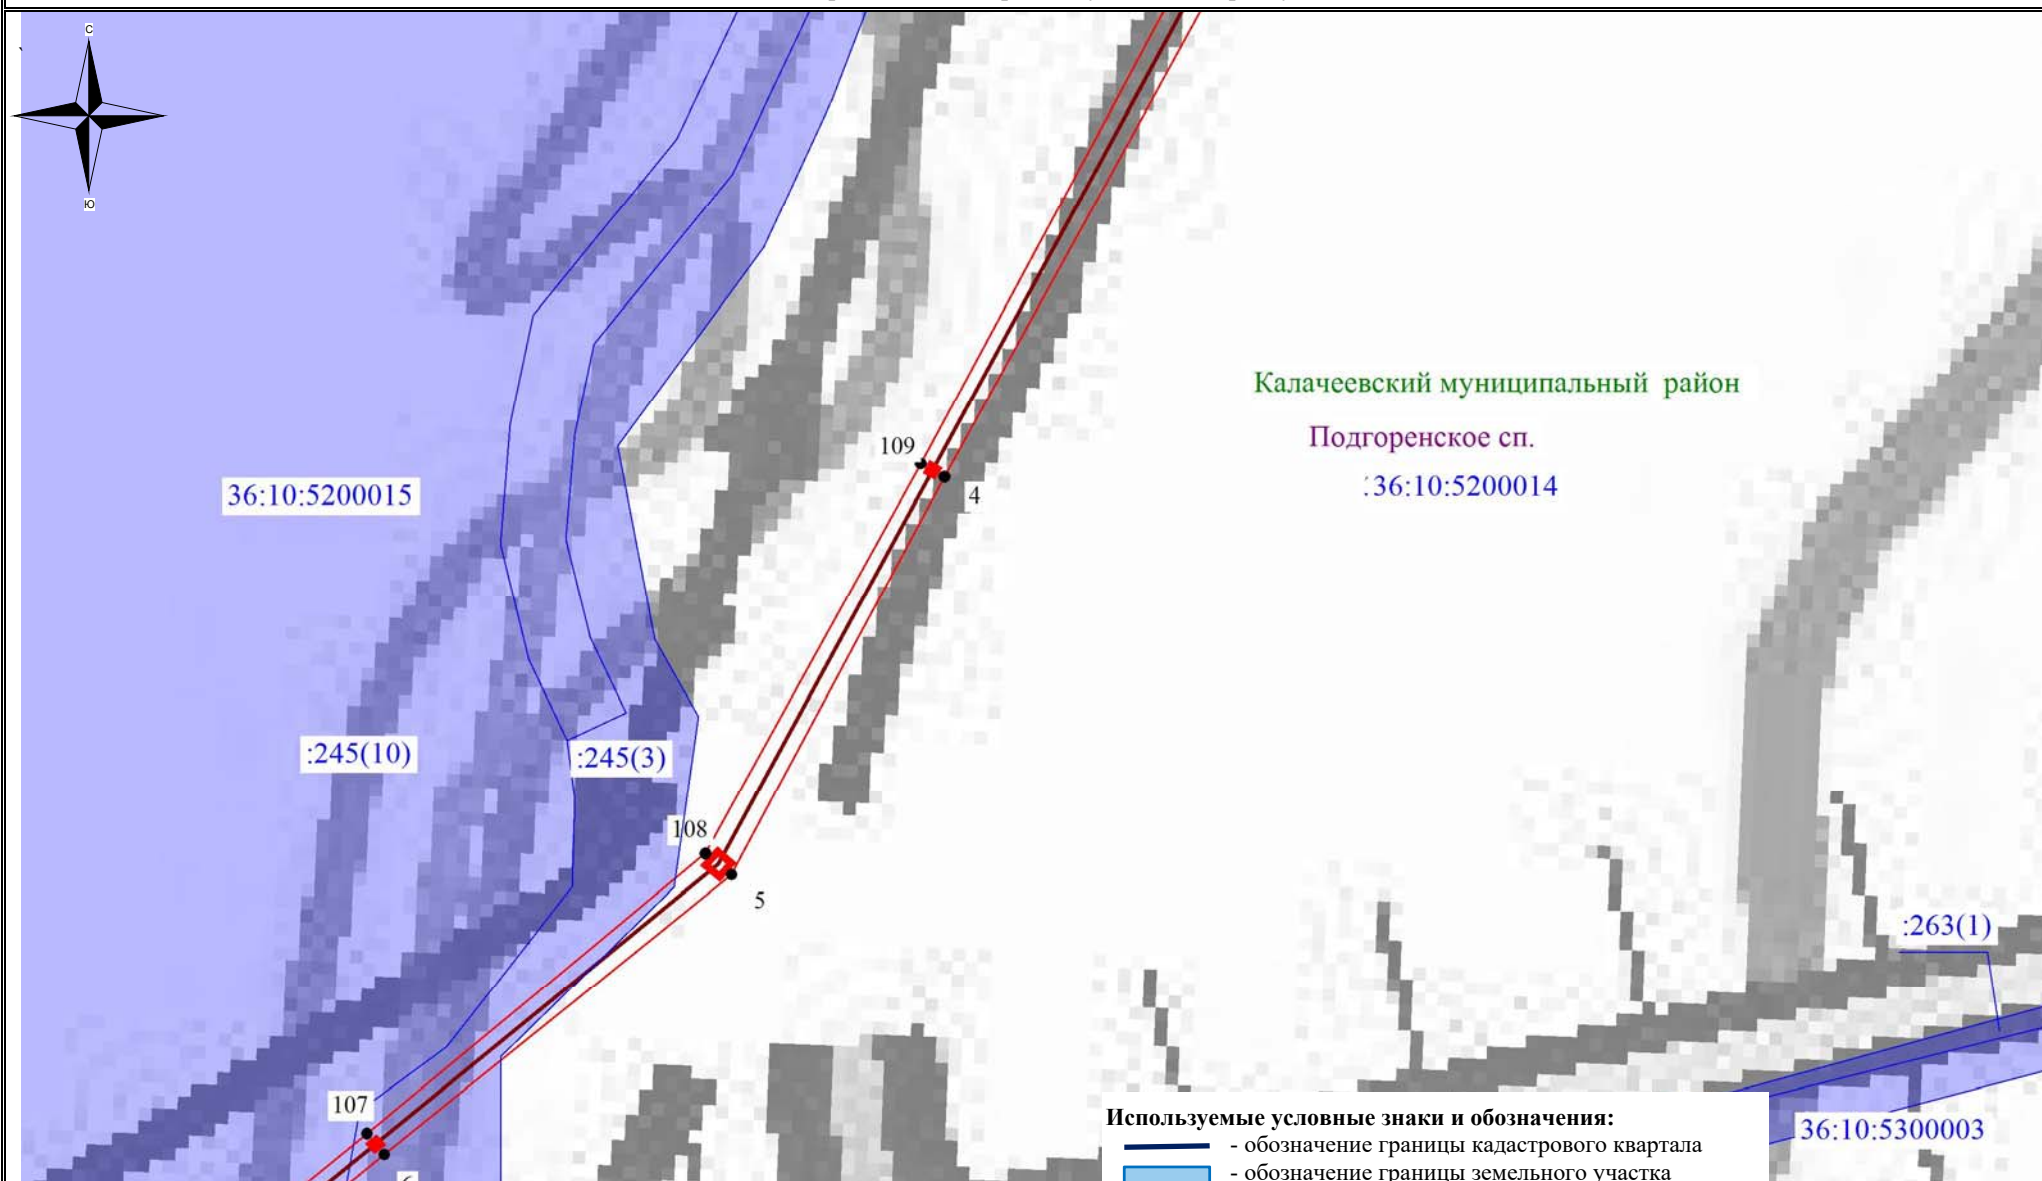 С
Ю
Калачеевский муниципальный район
109
Подгоренское сп.
36:10:5200015
4
:36:10:5200014
:245(10)
:245(3)
108
5
:263(1)
107
Используемые условные знаки и обозначения:
36:10:5300003
- обозначение границы кадастрового квартала
- обозначение границы земельного участка